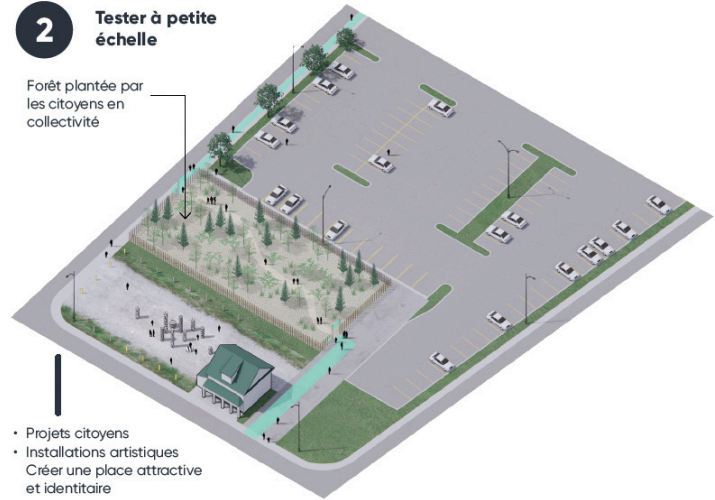 2
Tester à petite
échelle
Forêt plantée par
les citoyens en
collectivité
• Projets citoyens
• Installations artistiques
Créer une place attractive
et identitaire